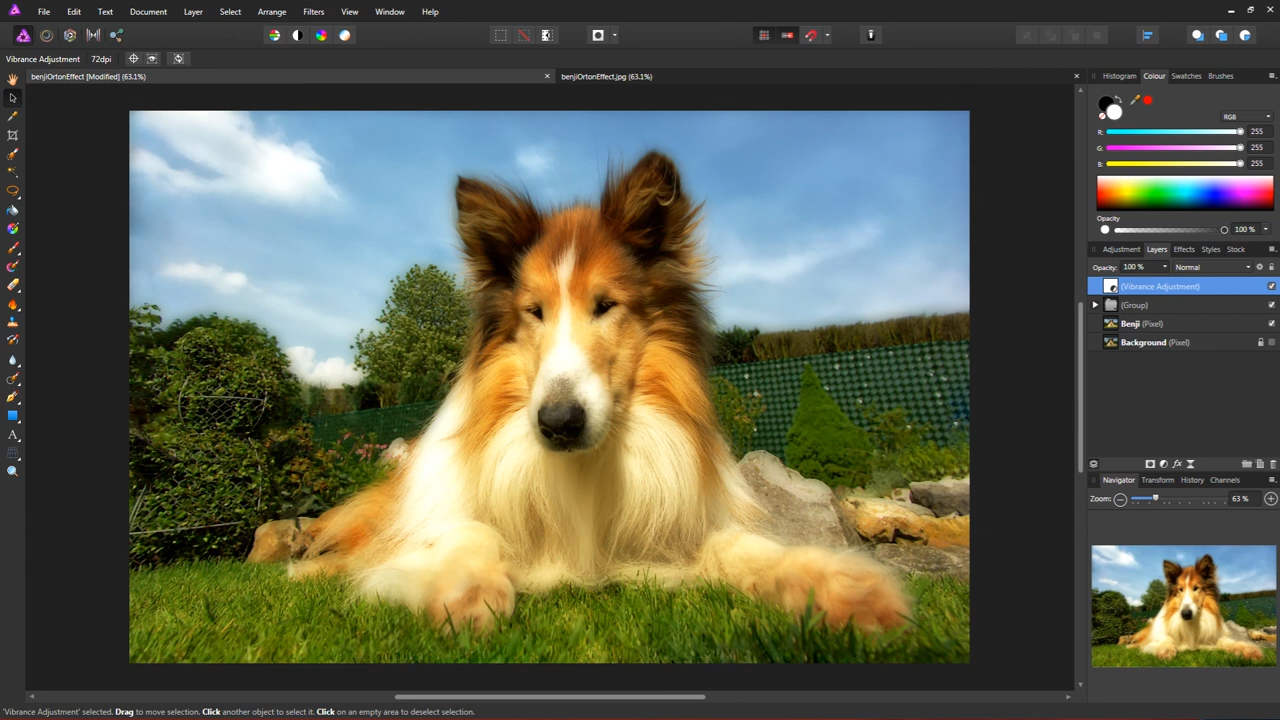 File Edit Text Document Layer Select Arrange Filters View Window Help
Vibrance Adjustment 72dpi
benjiOrtonEffect [Modified] (63.1%)
benjiOrtonEffect.jpg (63.1%)
Histogram Colour Swatches Brushes
RGB
R: 255
G: 255
B: 255
Opacity
100 %
Adjustment Layers Effects Styles Stock
Opacity: 100 % Normal
(Vibrance Adjustment)
(Group)
Benji (Pixel)
Background (Pixel)
fx
Navigator Transform History Channels
Zoom: 63 %
A
'Vibrance Adjustment' selected. Drag to move selection. Click another object to select it. Click on an empty area to deselect selection.